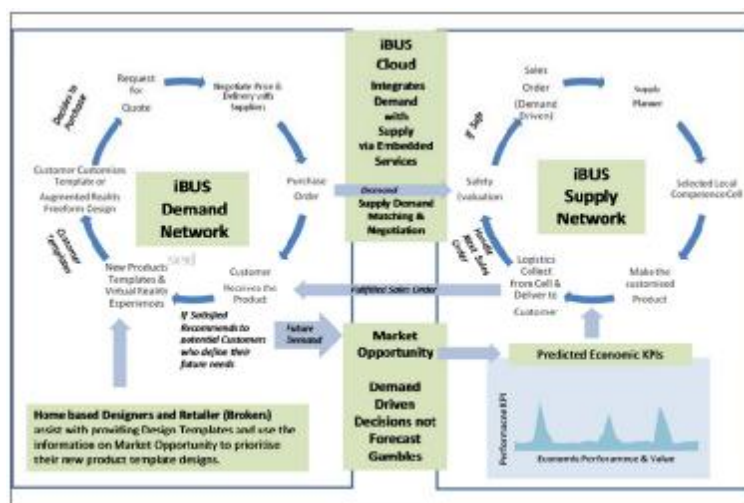 iBUS
Cloud
Integrates
Demand
with
Supply
via Embedded
Services
Supply Demand
Matching &
Negotiation
Request
for
Quote
Negotiate Price &
Delivery with
Suppliers
Decides to
Purchase
Customer Customises
Template or
Augmented Reality
Freeform Design
iBUS
Demand
Network
Purchase
Order
Demand
Customer
Templates
New Products
Templates &
Virtual Reality
Experiences
Customer
Receives the
Product
If Satisfied
Recommends to
potential Customers
who define their
future needs
Future
Demand
Home based Designers and Retailer (Brokers)
assist with providing Design Templates and use the
information on Market Opportunity to prioritise
their new product template designs.
Sales
Order
(Demand
Driven)
Supply
Planner
If Safe
Safety
Evaluation
iBUS
Supply
Network
Selected Local
Competence Cell
Handle
Next Sales
Order
Logistics
Collect
From Cell &
Deliver to
Customer
Make the
customised
Product
Fulfilled Sales Order
Market
Opportunity
Demand
Driven
Decisions not
Forecast
Gambles
Predicted Economic KPIs
Performance KPI
Economic Performance & Value